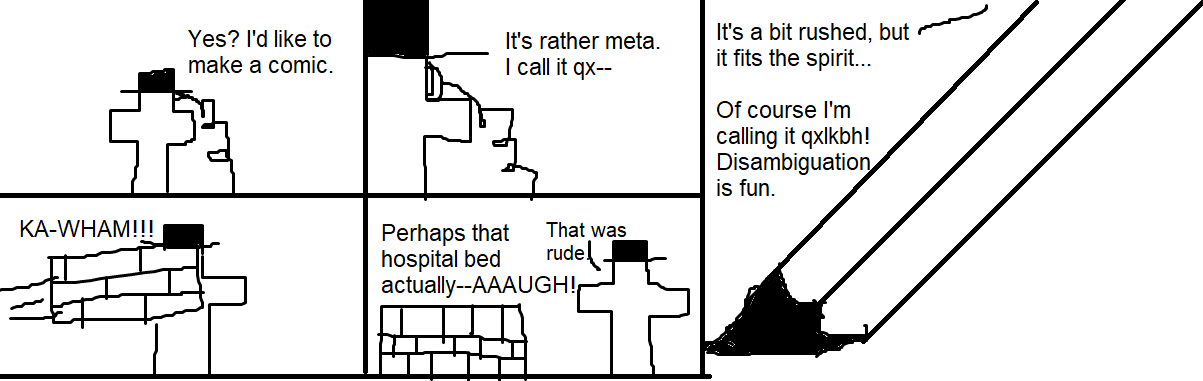 Yes? I'd like to
make a comic.
It's rather meta.
I call it qx--
It's a bit rushed, but
it fits the spirit...
Of course I'm
calling it qxlkbh!
Disambiguation
is fun.
KA-WHAM!!!
Perhaps that
hospital bed
actually--AAAUGH!
That was
rude.